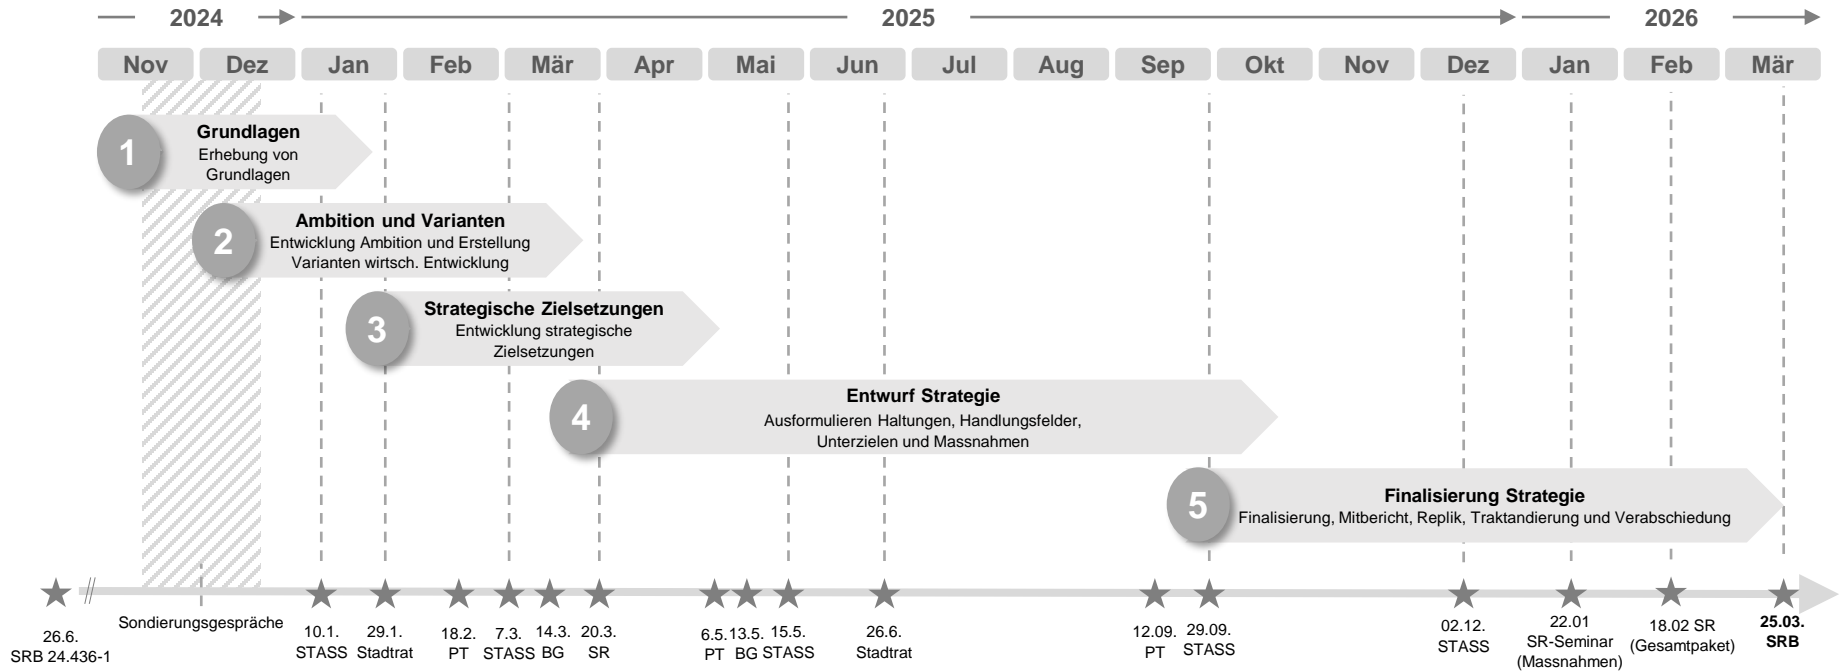 2024
2025
2026
Nov Dez Jan Feb Mär Apr Mai Jun Jul Aug Sep Okt Nov Dez Jan Feb Mär
1
Grundlagen
Erhebung von
Grundlagen
2
Ambition und Varianten
Entwicklung Ambition und Erstellung
Varianten wirtsch. Entwicklung
3
Strategische Zielsetzungen
Entwicklung strategische
Zielsetzungen
4
Entwurf Strategie
Ausformulieren Haltungen, Handlungsfelder,
Unterzielen und Massnahmen
5
Finalisierung Strategie
Finalisierung, Mitbericht, Replik, Traktandierung und Verabschiedung
26.6.
SRB 24.436-1
Sondierungsgespräche
10.1.
STASS
29.1.
Stadtrat
18.2.
PT
7.3.
STASS
14.3.
BG
20.3.
SR
6.5.
PT
13.5.
BG
15.5.
STASS
26.6.
Stadtrat
12.09.
PT
29.09.
STASS
02.12.
STASS
22.01
SR-Seminar
(Massnahmen)
18.02 SR
(Gesamtpaket)
25.03.
SRB